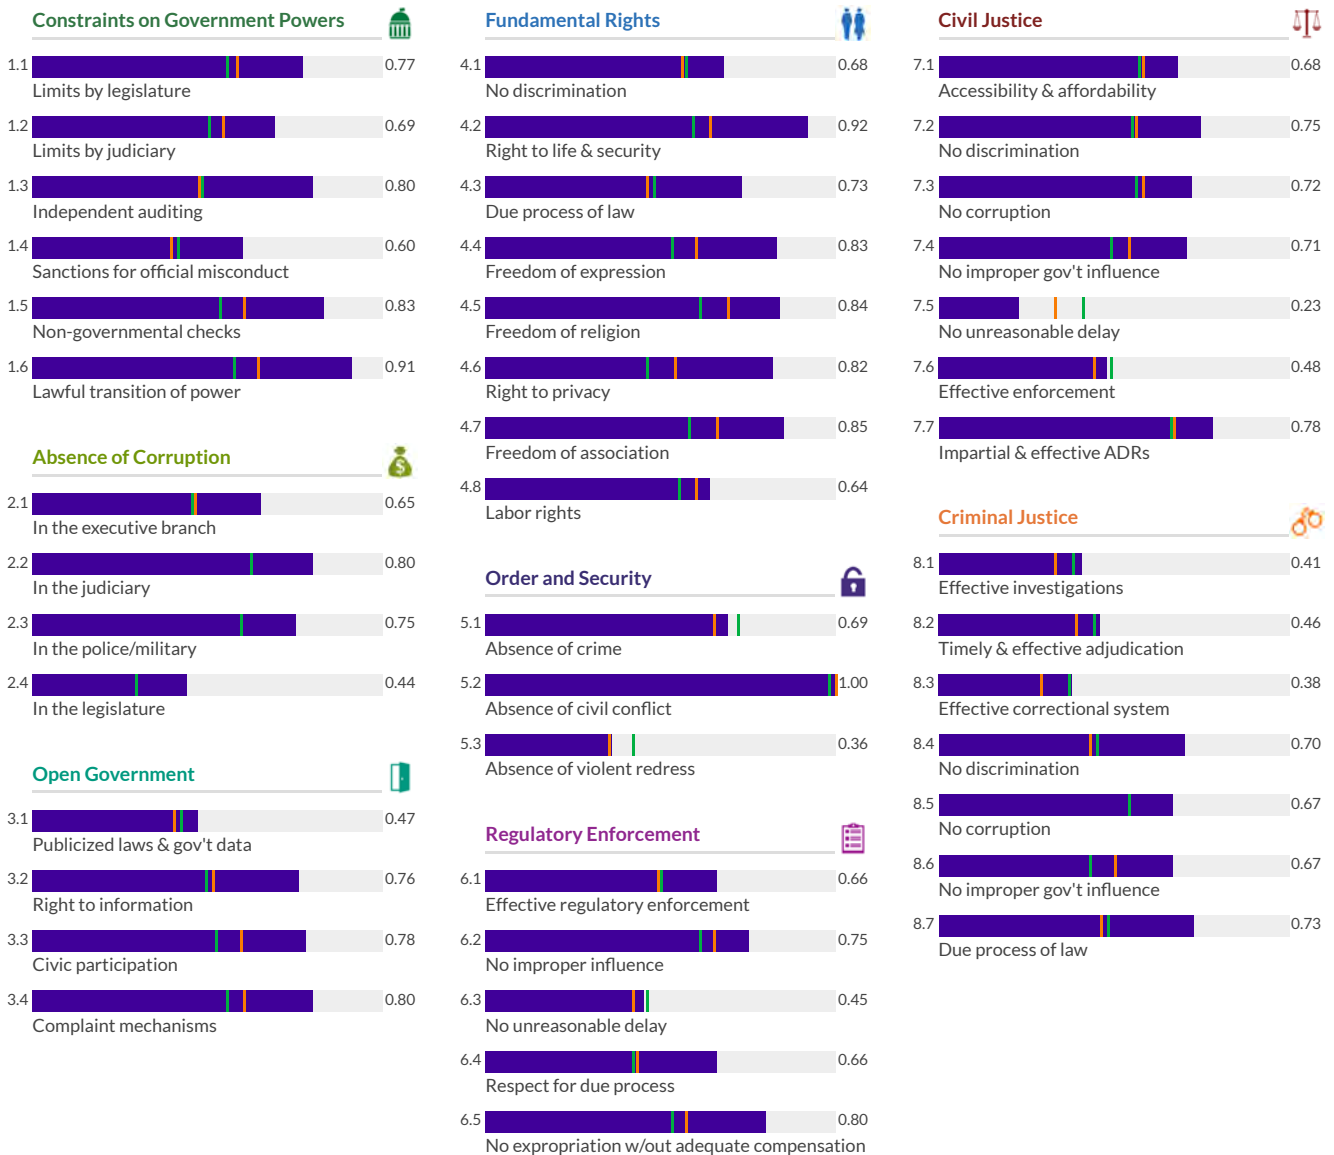 Constraints on Government Powers
1.1 0.77
Limits by legislature
1.2 0.69
Limits by judiciary
1.3 0.80
Independent auditing
1.4 0.60
Sanctions for official misconduct
1.5 0.83
Non-governmental checks
1.6 0.91
Lawful transition of power
Absence of Corruption
2.1 0.65
In the executive branch
2.2 0.80
In the judiciary
2.3 0.75
In the police/military
2.4 0.44
In the legislature
Open Government
3.1 0.47
Publicized laws & gov't data
3.2 0.76
Right to information
3.3 0.78
Civic participation
3.4 0.80
Complaint mechanisms
Fundamental Rights
4.1 0.68
No discrimination
4.2 0.92
Right to life & security
4.3 0.73
Due process of law
4.4 0.83
Freedom of expression
4.5 0.84
Freedom of religion
4.6 0.82
Right to privacy
4.7 0.85
Freedom of association
4.8 0.64
Labor rights
Order and Security
5.1 0.69
Absence of crime
5.2 1.00
Absence of civil conflict
5.3 0.36
Absence of violent redress
Regulatory Enforcement
6.1 0.66
Effective regulatory enforcement
6.2 0.75
No improper influence
6.3 0.45
No unreasonable delay
6.4 0.66
Respect for due process
6.5 0.80
No expropriation w/out adequate compensation
Civil Justice
7.1 0.68
Accessibility & affordability
7.2 0.75
No discrimination
7.3 0.72
No corruption
7.4 0.71
No improper gov't influence
7.5 0.23
No unreasonable delay
7.6 0.48
Effective enforcement
7.7 0.78
Impartial & effective ADRs
Criminal Justice
8.1 0.41
Effective investigations
8.2 0.46
Timely & effective adjudication
8.3 0.38
Effective correctional system
8.4 0.70
No discrimination
8.5 0.67
No corruption
8.6 0.67
No improper gov't influence
8.7 0.73
Due process of law